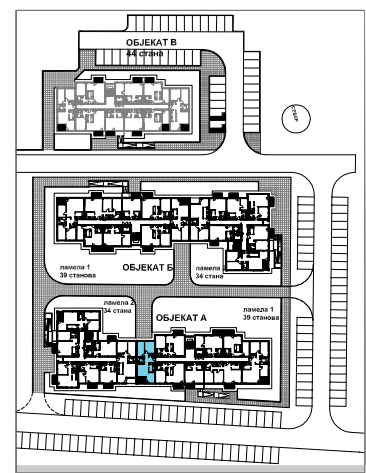 ОБЈЕКАТ В
44 стана
СЕВЕР
ламела 1
39 станова
ОБЈЕКАТ Б
ламела
34 стана
ламела 2
34 стана
ОБЈЕКАТ А
ламела 1
39 станова